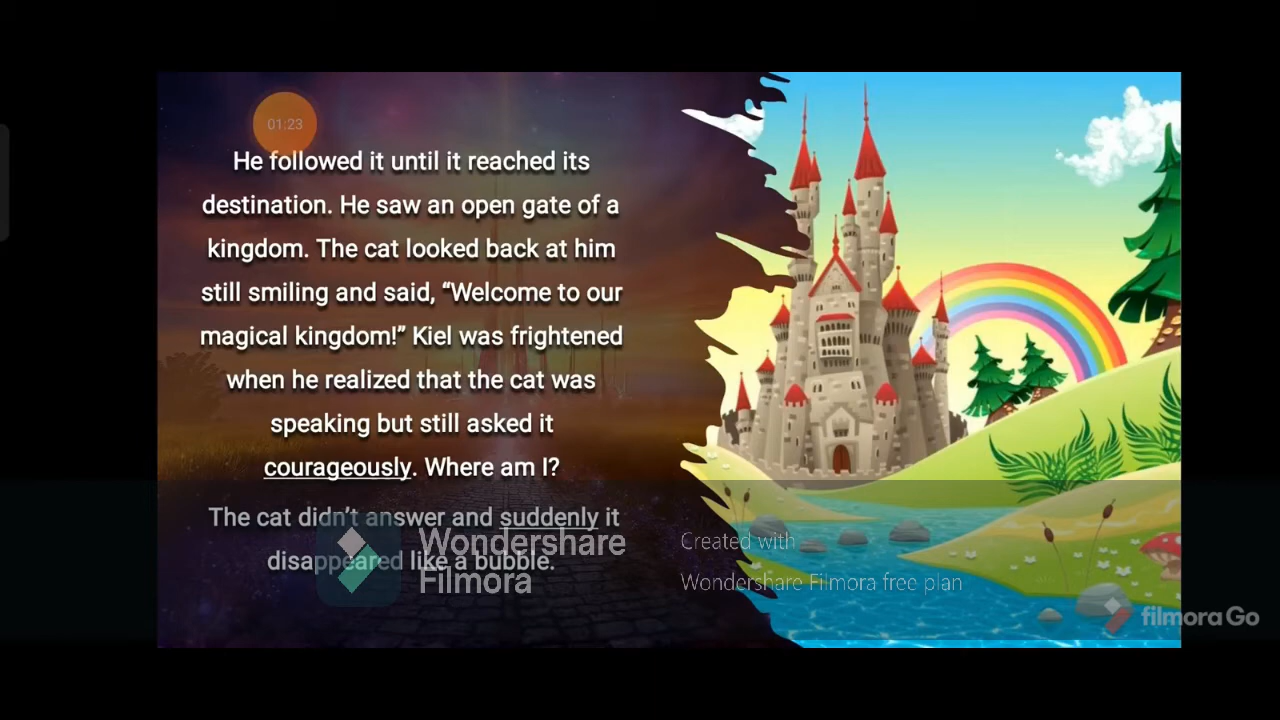 01:23
He followed it until it reached its
destination. He saw an open gate of a
kingdom. The cat looked back at him
still smiling and said, “Welcome to our
magical kingdom!” Kiel was frightened
when he realized that the cat was
speaking but still asked it
courageously. Where am I?
The cat didn’t answer and suddenly it
disappeared like a bubble.
Wondershare
Filmora
Created with
Wondershare Filmora free plan
filmora Go